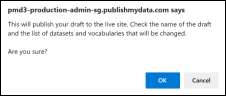 pmd3-production-admin-sg.publishmydata.com says
This will publish your draft to the live site. Check the name of the draft
and the list of datasets and vocabularies that will be changed.
Are you sure?
OK Cancel